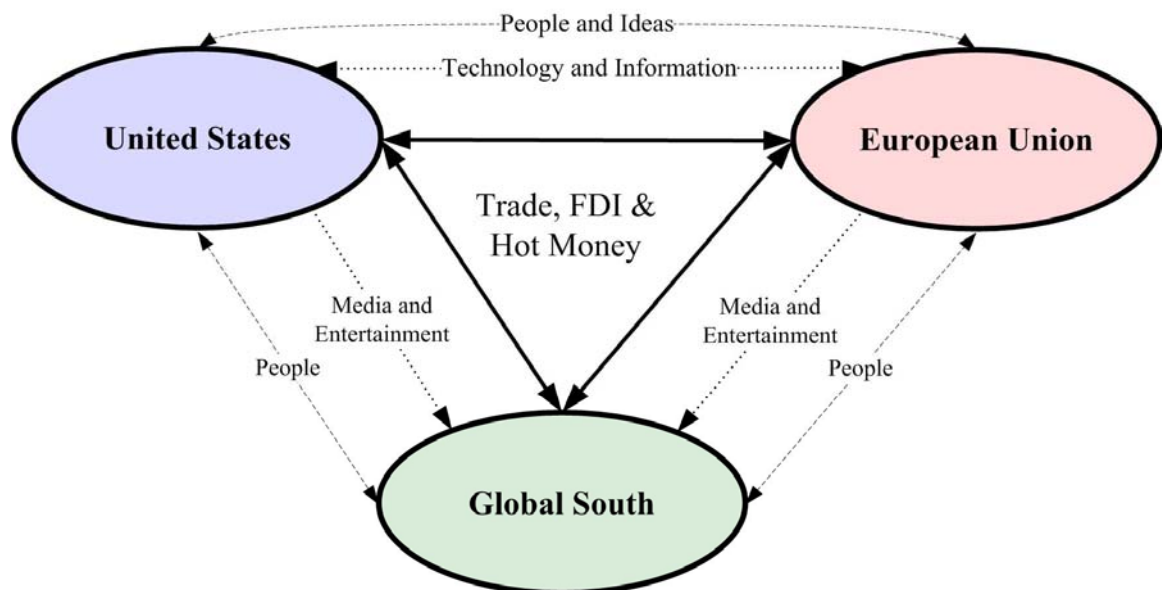 People and Ideas
Technology and Information
United States
European Union
Trade, FDI &
Hot Money
Media and
Entertainment
Media and
Entertainment
People
People
Global South